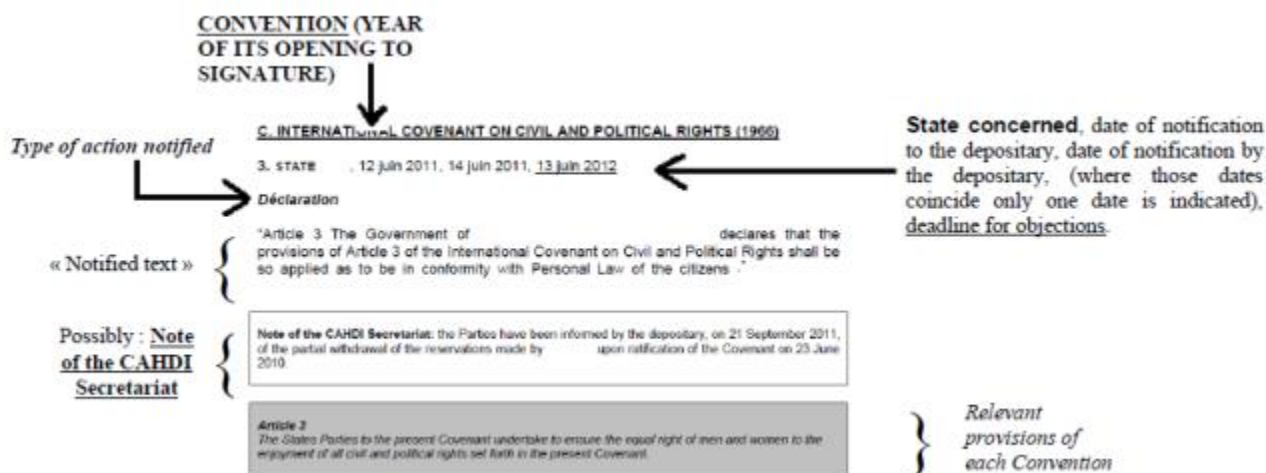 CONVENTION (YEAR
OF ITS OPENING TO
SIGNATURE)
Type of action notified
C. INTERNATIONAL COVENANT ON CIVIL AND POLITICAL RIGHTS (1966)
3. STATE , 12 juin 2011, 14 juin 2011, 13 juin 2012
State concerned, date of notification
to the depositary, date of notification by
the depositary, (where those dates
coincide only one date is indicated),
deadline for objections.
Déclaration
« Notified text »
"Article 3 The Government of declares that the
provisions of Article 3 of the International Covenant on Civil and Political Rights shall be
so applied as to be in conformity with Personal Law of the citizens ."
Possibly : Note
of the CAHDI
Secretariat
Note of the CAHDI Secretariat: the Parties have been informed by the depositary, on 21 September 2011,
of the partial withdrawal of the reservations made by upon ratification of the Covenant on 23 June
2010.
Article 3
The States Parties to the present Covenant undertake to ensure the equal right of men and women to the
enjoyment of all civil and political rights set forth in the present Covenant.
Relevant
provisions of
each Convention